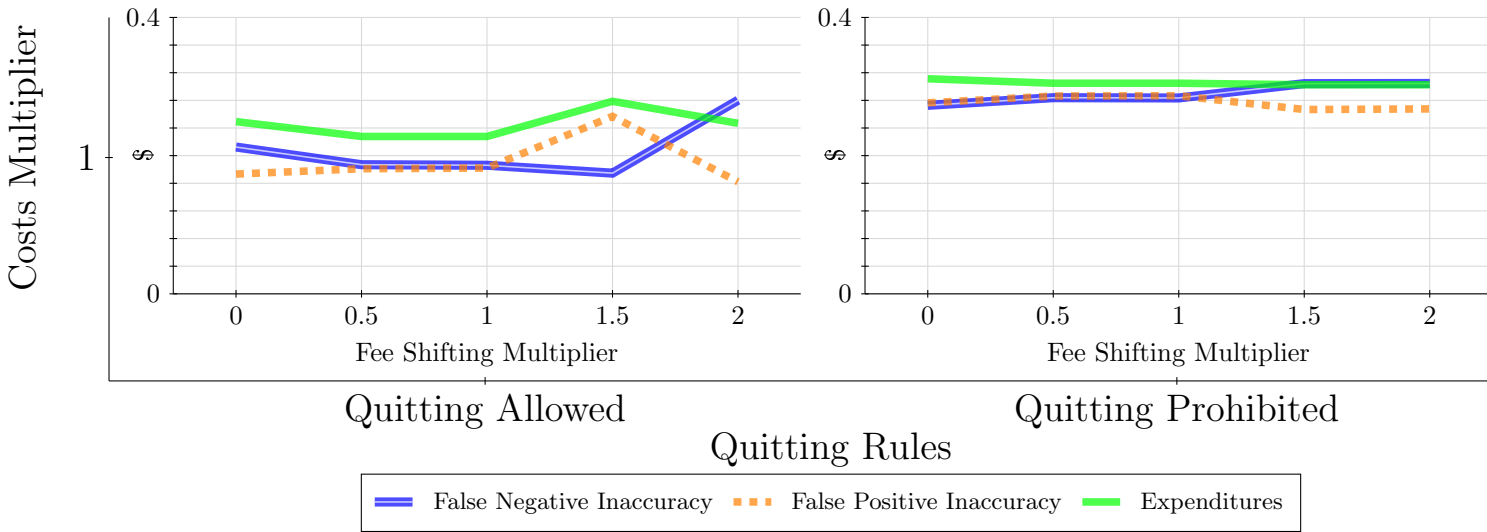 Costs Multiplier
1
0.4
$
0
0 0.5 1 1.5 2
Fee Shifting Multiplier
Quitting Allowed
0.4
$
0
0 0.5 1 1.5 2
Fee Shifting Multiplier
Quitting Prohibited
Quitting Rules
False Negative Inaccuracy False Positive Inaccuracy Expenditures